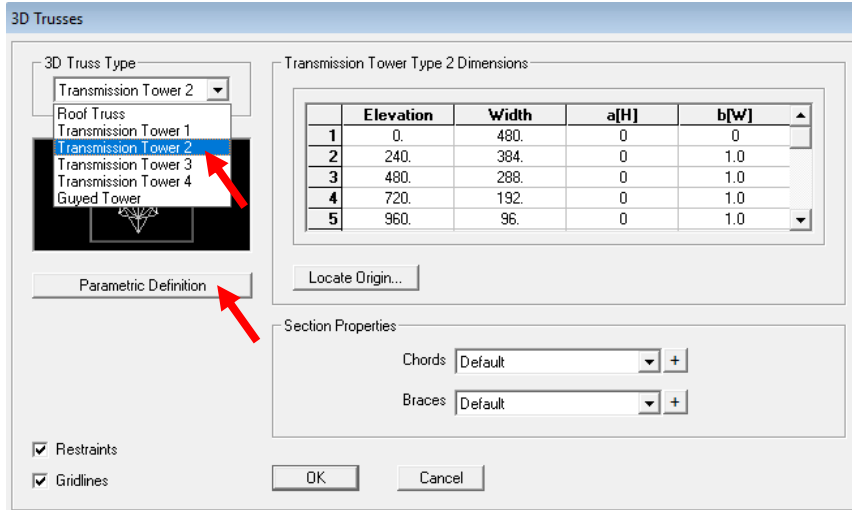 3D Trusses
3D Truss Type
Transmission Tower 2
Roof Truss
Transmission Tower 1
Transmission Tower 2
Transmission Tower 3
Transmission Tower 4
Guyed Tower
Parametric Definition
Restraints
Gridlines
Transmission Tower Type 2 Dimensions
Elevation Width a[H] b[W]
1 0. 480. 0 0
2 240. 384. 0 1.0
3 480. 288. 0 1.0
4 720. 192. 0 1.0
5 960. 96. 0 1.0
Locate Origin...
Section Properties
Chords Default +
Braces Default +
OK Cancel